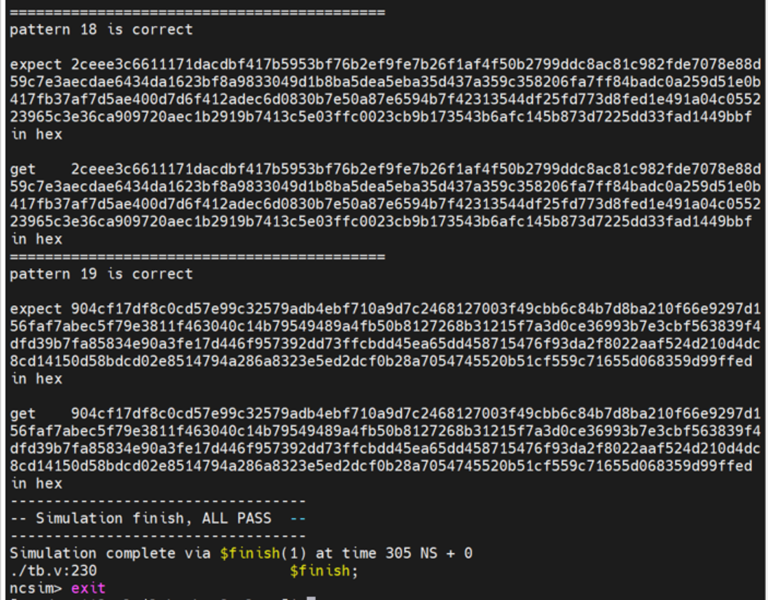 ============================================
pattern 18 is correct
expect 2ceee3c6611171dacdbf417b5953bf76b2ef9fe7b26f1af4f50b2799ddc8ac81c982fde7078e88d
59c7e3aecdae6434da1623bf8a9833049d1b8ba5dea5eba35d437a359c358206fa7ff84badc0a259d51e0b
417fb37af7d5ae400d7d6f412adec6d0830b7e50a87e6594b7f42313544df25fd773d8fed1e491a04c0552
23965c3e36ca909720aec1b2919b7413c5e03ffc0023cb9b173543b6afc145b873d7225dd33fad1449bbf
in hex
get    2ceee3c6611171dacdbf417b5953bf76b2ef9fe7b26f1af4f50b2799ddc8ac81c982fde7078e88d
59c7e3aecdae6434da1623bf8a9833049d1b8ba5dea5eba35d437a359c358206fa7ff84badc0a259d51e0b
417fb37af7d5ae400d7d6f412adec6d0830b7e50a87e6594b7f42313544df25fd773d8fed1e491a04c0552
23965c3e36ca909720aec1b2919b7413c5e03ffc0023cb9b173543b6afc145b873d7225dd33fad1449bbf
in hex
============================================
pattern 19 is correct
expect 904cf17df8c0cd57e99c32579adb4ebf710a9d7c2468127003f49cbb6c84b7d8ba210f66e9297d1
56faf7abec5f79e3811f463040c14b79549489a4fb50b8127268b31215f7a3d0ce36993b7e3cbf563839f4
dfd39b7fa85834e90a3fe17d446f957392dd73ffcbdd45ea65dd458715476f93da2f8022aaf524d210d4dc
8cd14150d58bdcd02e8514794a286a8323e5ed2dcf0b28a7054745520b51cf559c71655d068359d99ffed
in hex
get    904cf17df8c0cd57e99c32579adb4ebf710a9d7c2468127003f49cbb6c84b7d8ba210f66e9297d1
56faf7abec5f79e3811f463040c14b79549489a4fb50b8127268b31215f7a3d0ce36993b7e3cbf563839f4
dfd39b7fa85834e90a3fe17d446f957392dd73ffcbdd45ea65dd458715476f93da2f8022aaf524d210d4dc
8cd14150d58bdcd02e8514794a286a8323e5ed2dcf0b28a7054745520b51cf559c71655d068359d99ffed
in hex
----------------------------------
-- Simulation finish, ALL PASS  --
----------------------------------
Simulation complete via $finish(1) at time 305 NS + 0
./tb.v:230                      $finish;
ncsim> exit